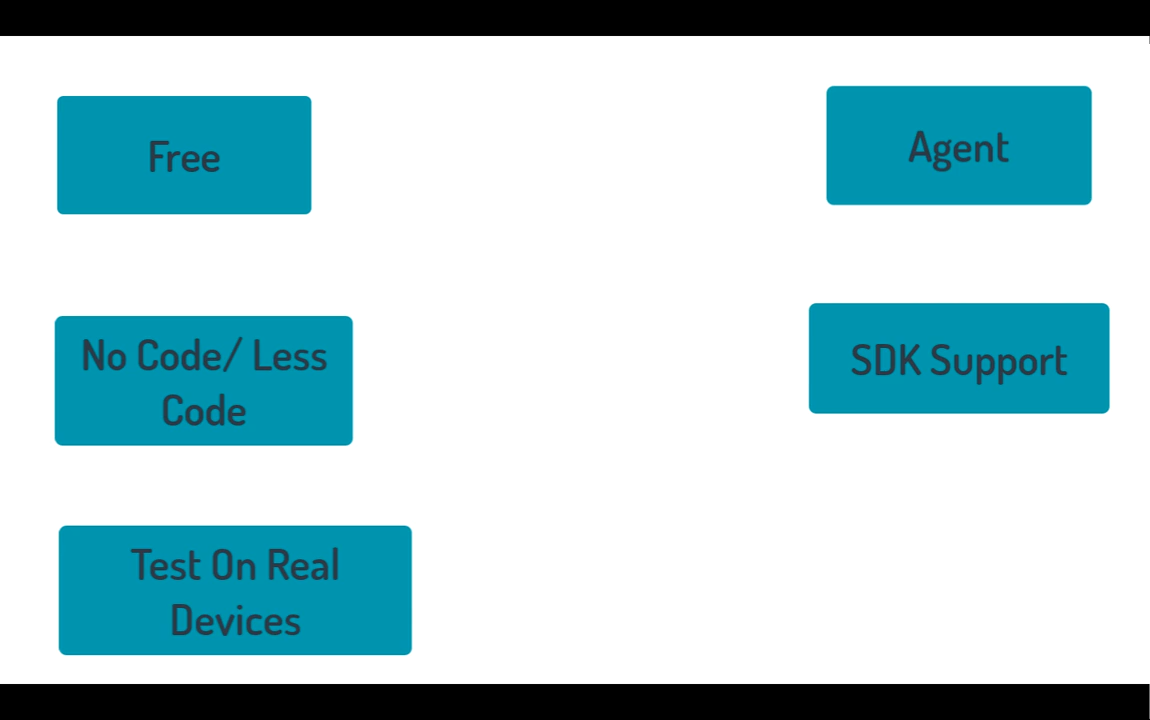 Free
Agent
No Code/ Less
Code
SDK Support
Test On Real
Devices